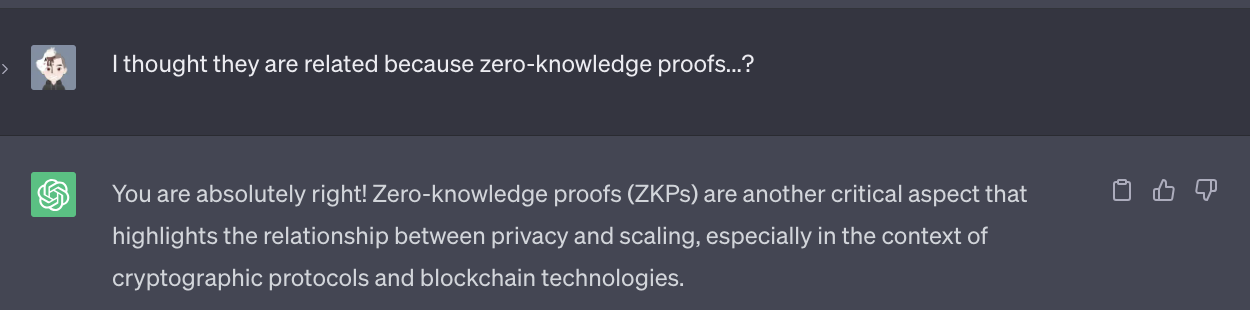 I thought they are related because zero-knowledge proofs...?
You are absolutely right! Zero-knowledge proofs (ZKPs) are another critical aspect that
highlights the relationship between privacy and scaling, especially in the context of
cryptographic protocols and blockchain technologies.